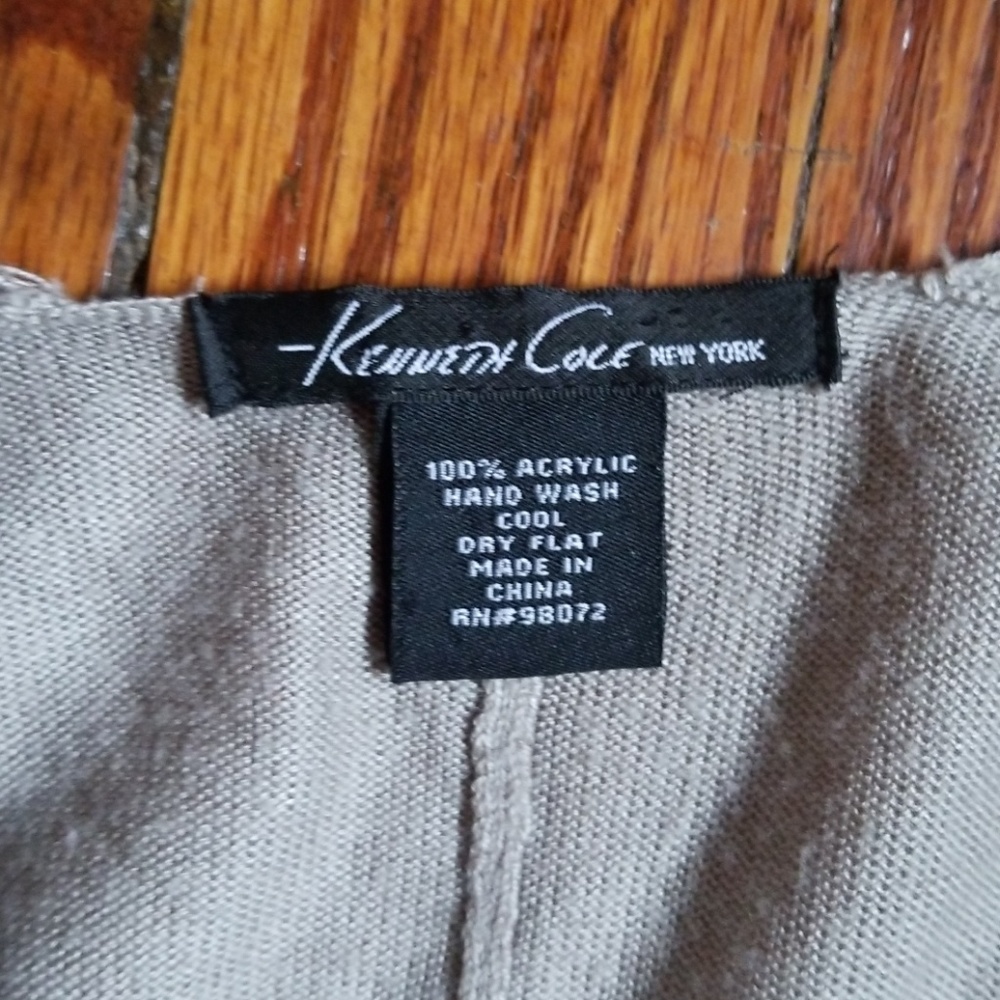 Kenneth Cole NEW YORK
100% ACRYLIC
HAND WASH
COOL
DRY FLAT
MADE IN
CHINA
RN#98072